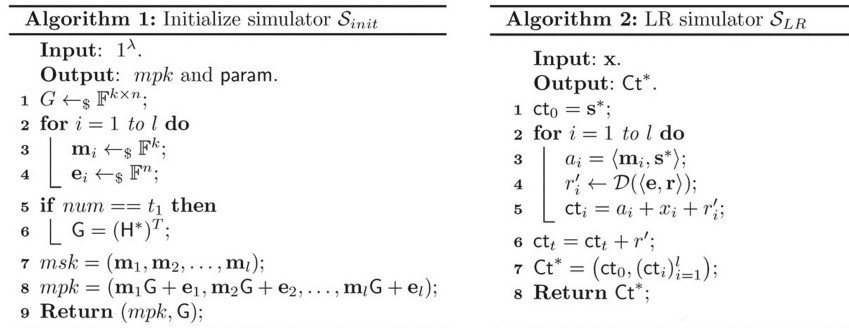 Algorithm 1: Initialize simulator 𝒮_init
Input: 1^λ.
Output: mpk and param.
1 G ←_$ 𝔽^{k×n};
2 for i = 1 to l do
3 m_i ←_$ 𝔽^k;
4 e_i ←_$ 𝔽^n;
5 if num == t_1 then
6 G = (H*)^T;
7 msk = (m_1, m_2, . . . , m_l);
8 mpk = (m_1G + e_1, m_2G + e_2, . . . , m_lG + e_l);
9 Return (mpk, G);
Algorithm 2: LR simulator 𝒮_LR
Input: x.
Output: Ct*.
1 ct_0 = s*;
2 for i = 1 to l do
3 a_i = ⟨m_i, s*⟩;
4 r'_i ← 𝒟(⟨e, r⟩);
5 ct_i = a_i + x_i + r'_i;
6 ct_t = ct_t + r';
7 Ct* = (ct_0, (ct_i)_{i=1}^l);
8 Return Ct*;